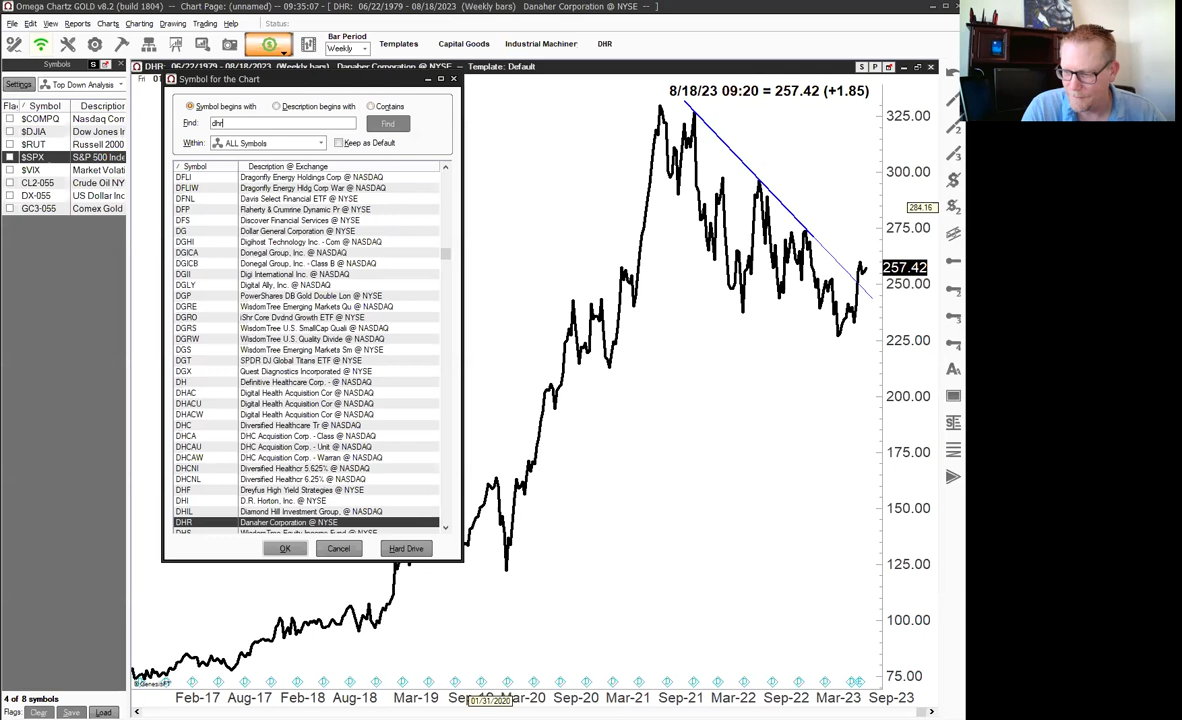 Omega Chartz GOLD v8.2 (build 1804) -- Chart Page: (unnamed) -- 09:35:07 -- [ DHR: 06/22/1979 -- 08/18/2023 (Weekly bars) Danaher Corporation @ NYSE -- ]
File Edit View Reports Charts Charting Drawing Trading Help Status:
Bar Period
Weekly
Templates Capital Goods Industrial Machiner DHR
Symbols S
Settings Top Down Analysis
Flag Symbol Description
$COMPQ Nasdaq Com
$DJIA Dow Jones In
$RUT Russell 2000
$SPX S&P 500 Inde
$VIX Market Volati
CL2-055 Crude Oil NY
DX-055 US Dollar Inc
GC3-055 Comex Gold
4 of 8 symbols
Flags: Clear Save Load
DHR: 06/22/1979 -- 08/18/2023 (Weekly bars) Danaher Corporation @ NYSE -- Template: Default
S P
Fri 01
Symbol for the Chart
Symbol begins with Description begins with Contains
Find: dhr Find
Within: ALL Symbols Keep as Default
Symbol Description @ Exchange
DFLI Dragonfly Energy Holdings Corp @ NASDAQ
DFLIW Dragonfly Energy Hldg Corp War @ NASDAQ
DFNL Davis Select Financial ETF @ NYSE
DFP Flaherty & Crumrine Dynamic Pr @ NYSE
DFS Discover Financial Services @ NYSE
DG Dollar General Corporation @ NYSE
DGHI Digihost Technology Inc. - Com @ NASDAQ
DGICA Donegal Group, Inc. @ NASDAQ
DGICB Donegal Group, Inc. - Class B @ NASDAQ
DGII Digi International Inc. @ NASDAQ
DGLY Digital Ally, Inc. @ NASDAQ
DGP PowerShares DB Gold Double Lon @ NYSE
DGRE WisdomTree Emerging Markets Qu @ NASDAQ
DGRO iShr Core Dvdnd Growth ETF @ NYSE
DGRS WisdomTree U.S. SmallCap Quali @ NASDAQ
DGRW WisdomTree U.S. Quality Divide @ NASDAQ
DGS WisdomTree Emerging Markets Sm @ NYSE
DGT SPDR DJ Global Titans ETF @ NYSE
DGX Quest Diagnostics Incorporated @ NYSE
DH Definitive Healthcare Corp. - @ NASDAQ
DHAC Digital Health Acquisition Cor @ NASDAQ
DHACU Digital Health Acquisition Cor @ NASDAQ
DHACW Digital Health Acquisition Cor @ NASDAQ
DHC Diversified Healthcare Tr @ NASDAQ
DHCA DHC Acquisition Corp. - Class @ NASDAQ
DHCAU DHC Acquisition Corp. - Unit @ NASDAQ
DHCAW DHC Acquisition Corp. - Warran @ NASDAQ
DHCNI Diversified Healthcr 5.625% @ NASDAQ
DHCNL Diversified Healthcr 6.25% @ NASDAQ
DHF Dreyfus High Yield Strategies @ NYSE
DHI D.R. Horton, Inc. @ NYSE
DHIL Diamond Hill Investment Group, @ NASDAQ
DHR Danaher Corporation @ NYSE
DHS WisdomTree Equity Income Fund @ NYSE
OK Cancel Hard Drive
8/18/23 09:20 = 257.42 (+1.85)
325.00
300.00
284.16
275.00
257.42
250.00
225.00
200.00
175.00
150.00
125.00
100.00
75.00
Feb-17 Aug-17 Feb-18 Aug-18 Mar-19 Mar-20 Sep-20 Mar-21 Sep-21 Mar-22 Sep-22 Mar-23 Sep-23
01/31/2020